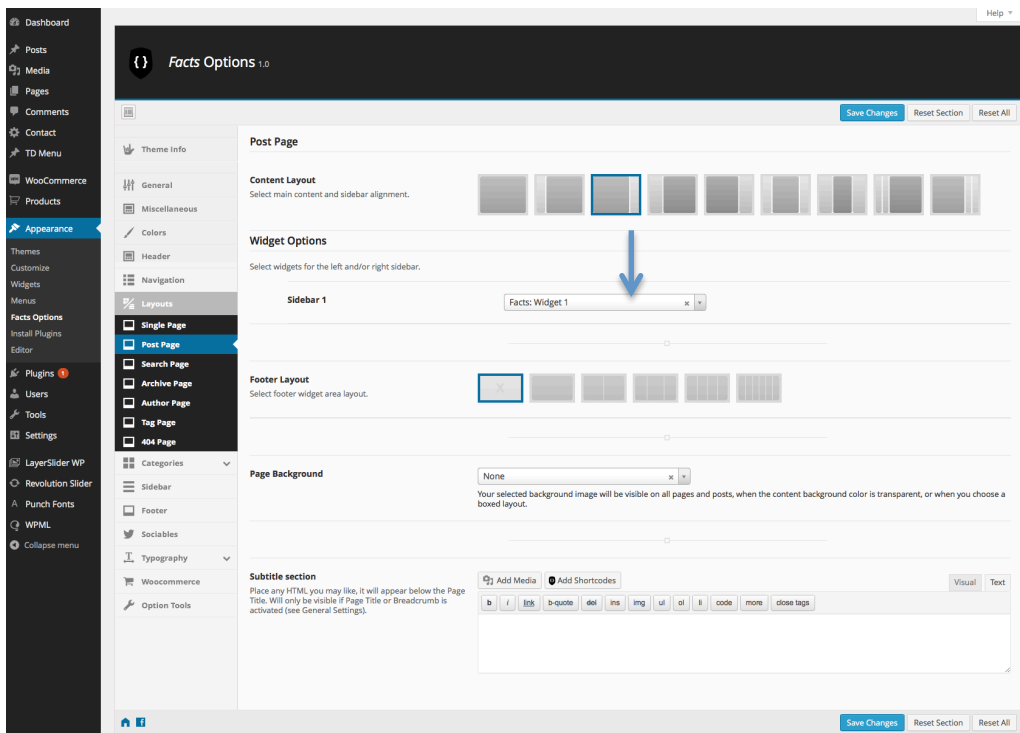 Help
Dashboard
Posts
Media
Pages
Comments
Contact
TD Menu
WooCommerce
Products
Appearance
Themes
Customize
Widgets
Menus
Facts Options
Install Plugins
Editor
Plugins 1
Users
Tools
Settings
LayerSlider WP
Revolution Slider
A Punch Fonts
WPML
Collapse menu
{} Facts Options 1.0
Save Changes Reset Section Reset All
Theme Info
General
Miscellaneous
Colors
Header
Navigation
Layouts
Single Page
Post Page
Search Page
Archive Page
Author Page
Tag Page
404 Page
Categories
Sidebar
Footer
Sociables
Typography
Woocommerce
Option Tools
Post Page
Content Layout
Select main content and sidebar alignment.
Widget Options
Select widgets for the left and/or right sidebar.
Sidebar 1 Facts: Widget 1
Footer Layout
Select footer widget area layout.
X
Page Background None
Your selected background image will be visible on all pages and posts, when the content background color is transparent, or when you choose a
boxed layout.
Subtitle section
Place any HTML you may like, it will appear below the Page
Title. Will only be visible if Page Title or Breadcrumb is
activated (see General Settings).
Add Media Add Shortcodes Visual Text
b i link b-quote del ins img ul ol li code more close tags
Save Changes Reset Section Reset All